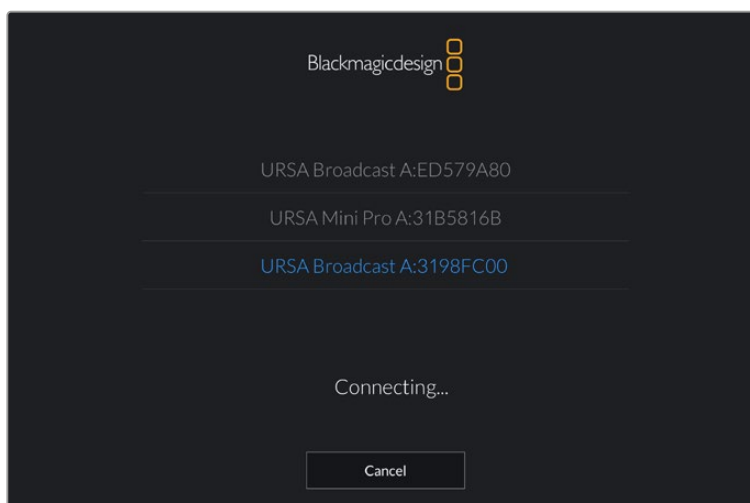 Blackmagicdesign
URSA Broadcast A:ED579A80
URSA Mini Pro A:31B5816B
URSA Broadcast A:3198FC00
Connecting...
Cancel